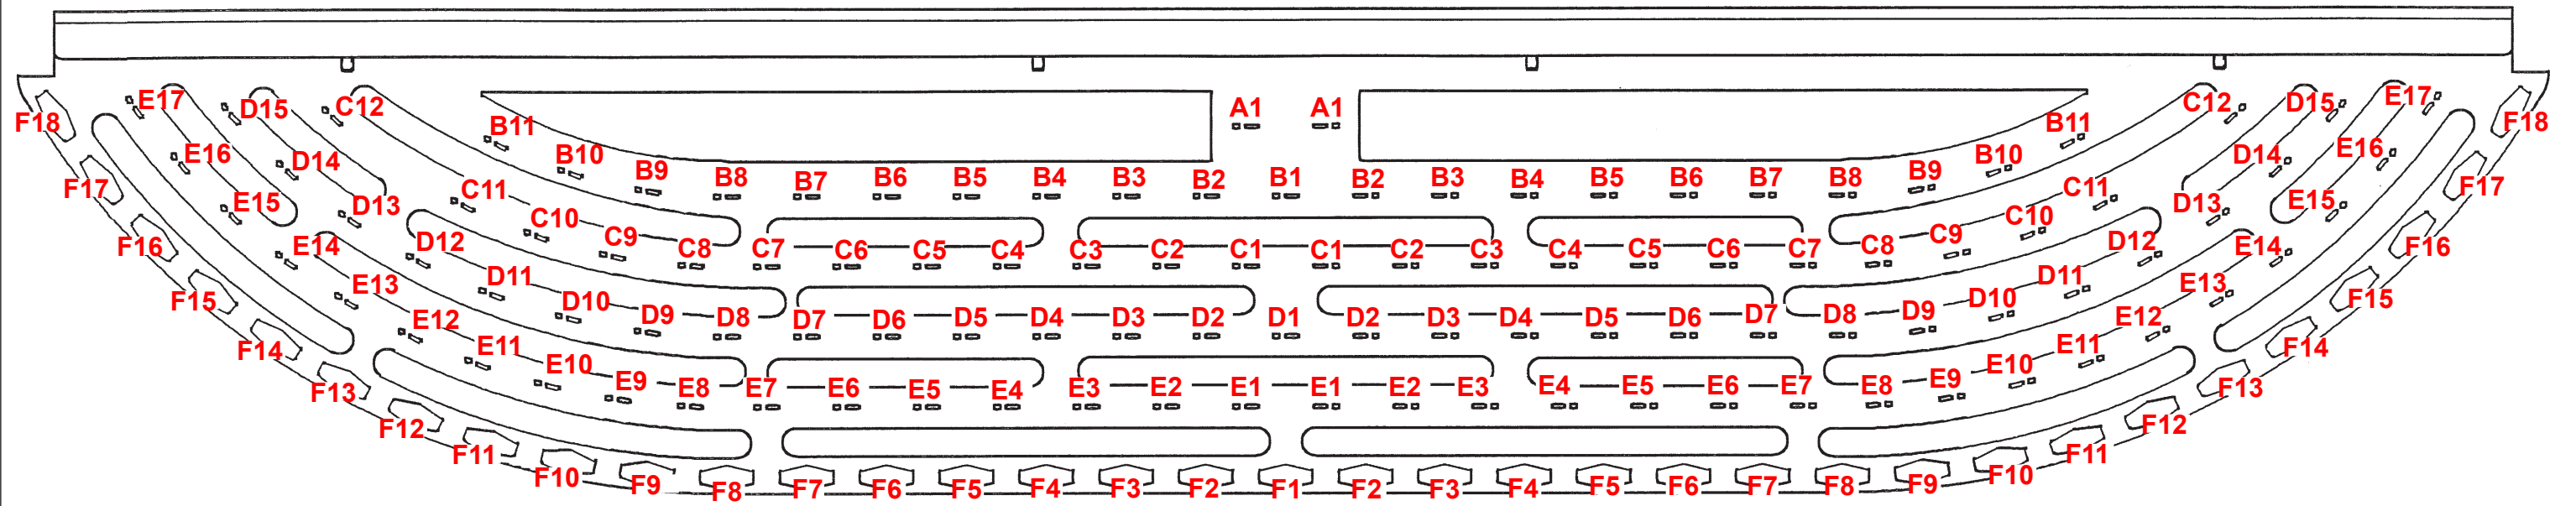 A1 A1
B11 B10 B9 B8 B7 B6 B5 B4 B3 B2 B1 B2 B3 B4 B5 B6 B7 B8 B9 B10 B11
C12 C11 C10 C9 C8 C7 C6 C5 C4 C3 C2 C1 C1 C2 C3 C4 C5 C6 C7 C8 C9 C10 C11 C12
D15 D14 D13 D12 D11 D10 D9 D8 D7 D6 D5 D4 D3 D2 D1 D2 D3 D4 D5 D6 D7 D8 D9 D10 D11 D12 D13 D14 D15
E17 E16 E15 E14 E13 E12 E11 E10 E9 E8 E7 E6 E5 E4 E3 E2 E1 E1 E2 E3 E4 E5 E6 E7 E8 E9 E10 E11 E12 E13 E14 E15 E16 E17
F18 F17 F16 F15 F14 F13 F12 F11 F10 F9 F8 F7 F6 F5 F4 F3 F2 F1 F2 F3 F4 F5 F6 F7 F8 F9 F10 F11 F12 F13 F14 F15 F16 F17 F18